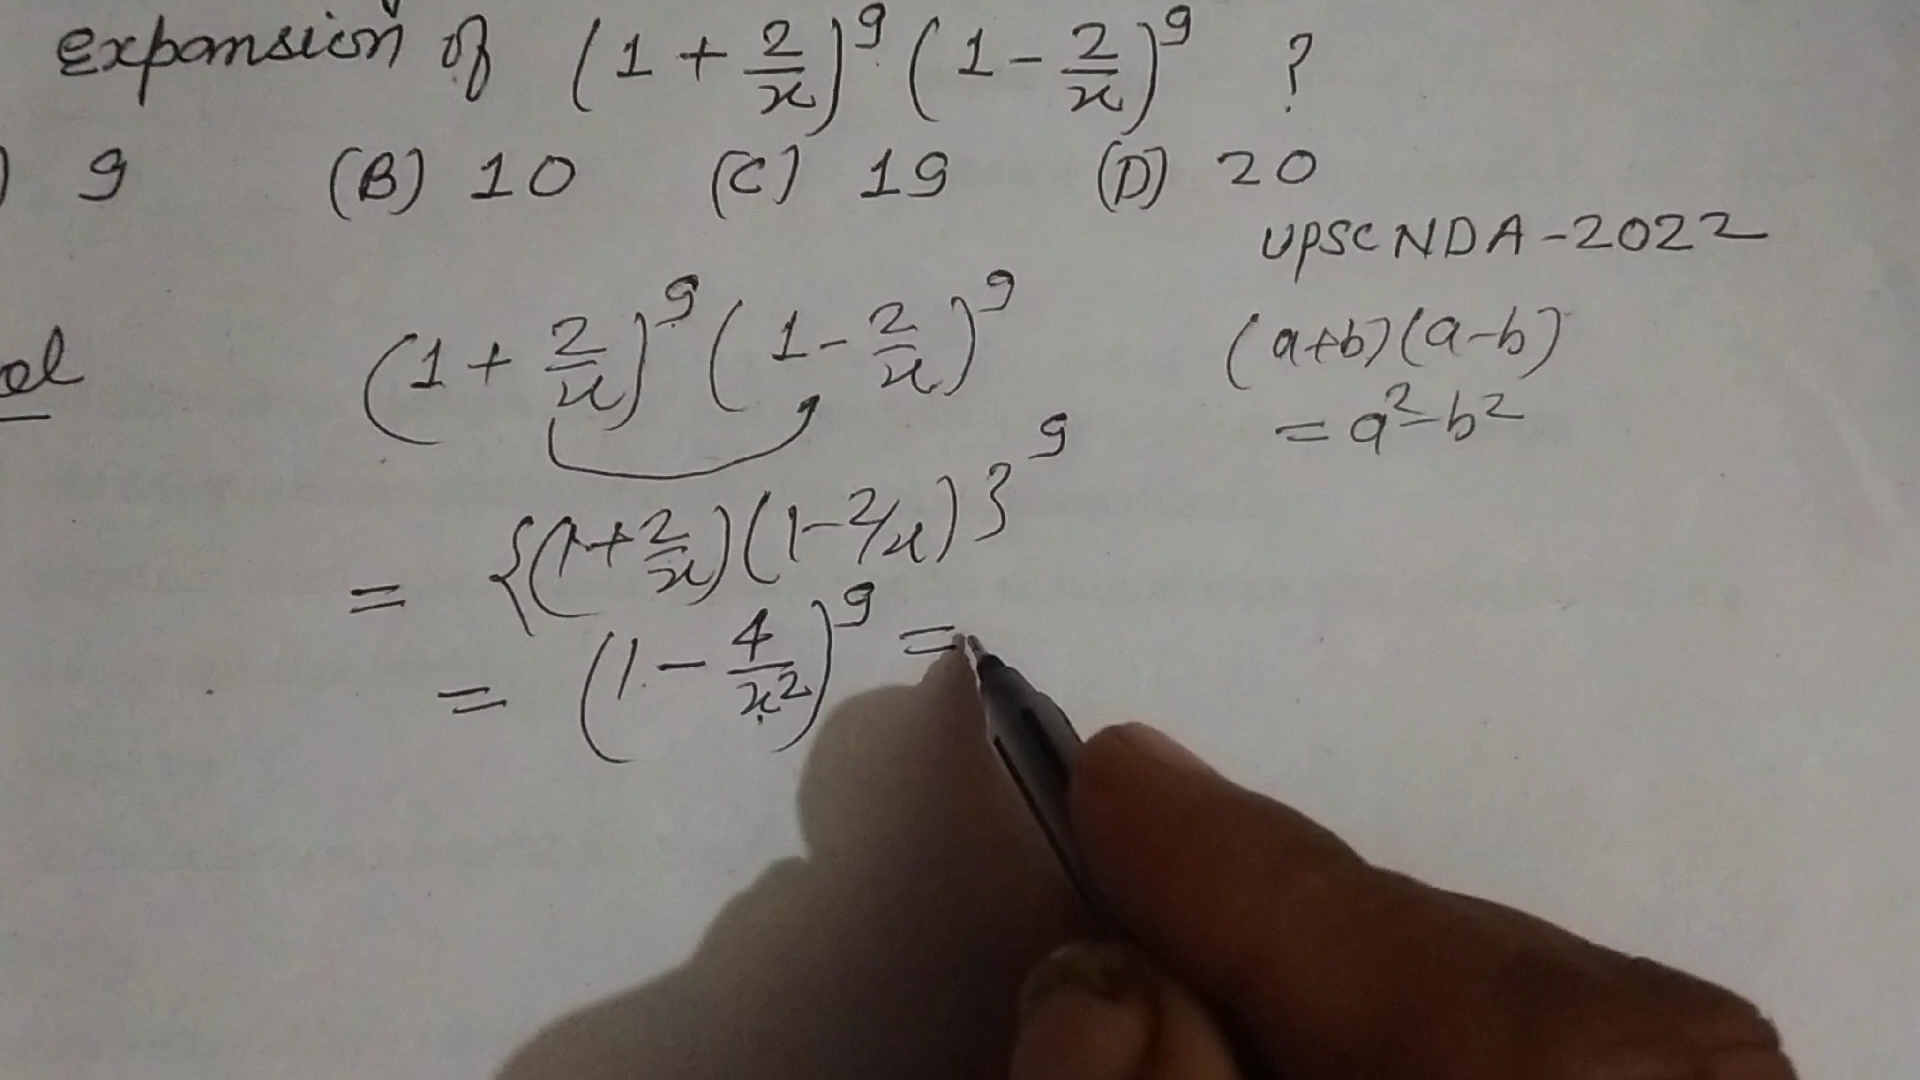 expansion of (1 + 2/x)⁹ (1 - 2/x)⁹ ?
) 9 (B) 10 (C) 19 (D) 20
UPSC NDA - 2022
(1 + 2/x)⁹ (1 - 2/x)⁹
(a+b)(a-b)
= a² - b²
= {(1 + 2/x)(1 - 2/x)}⁹
= (1 - 4/x²)⁹ =